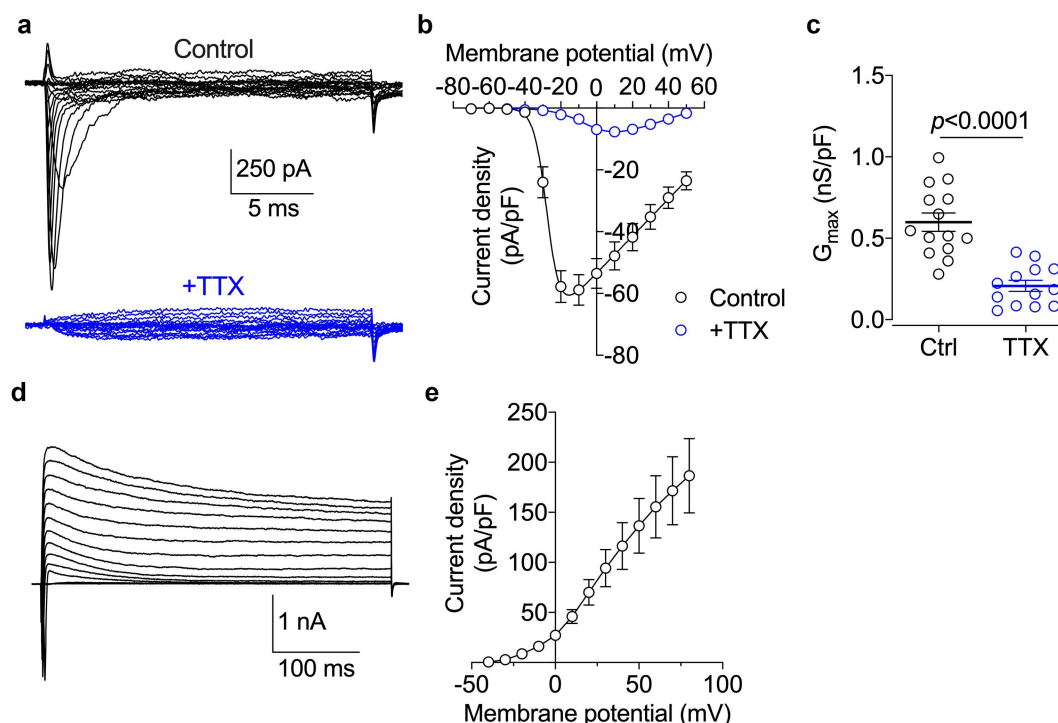 a
Control
250 pA
5 ms
+TTX
b
Membrane potential (mV)
-80 -60 -40 -20 0 20 40 60
-20
-40
-60
-80
Current density
(pA/pF)
Control
+TTX
c
1.5
1.0
0.5
0.0
Gmax (nS/pF)
p<0.0001
Ctrl TTX
d
1 nA
100 ms
e
250
200
150
100
50
Current density
(pA/pF)
-50 0 50 100
Membrane potential (mV)